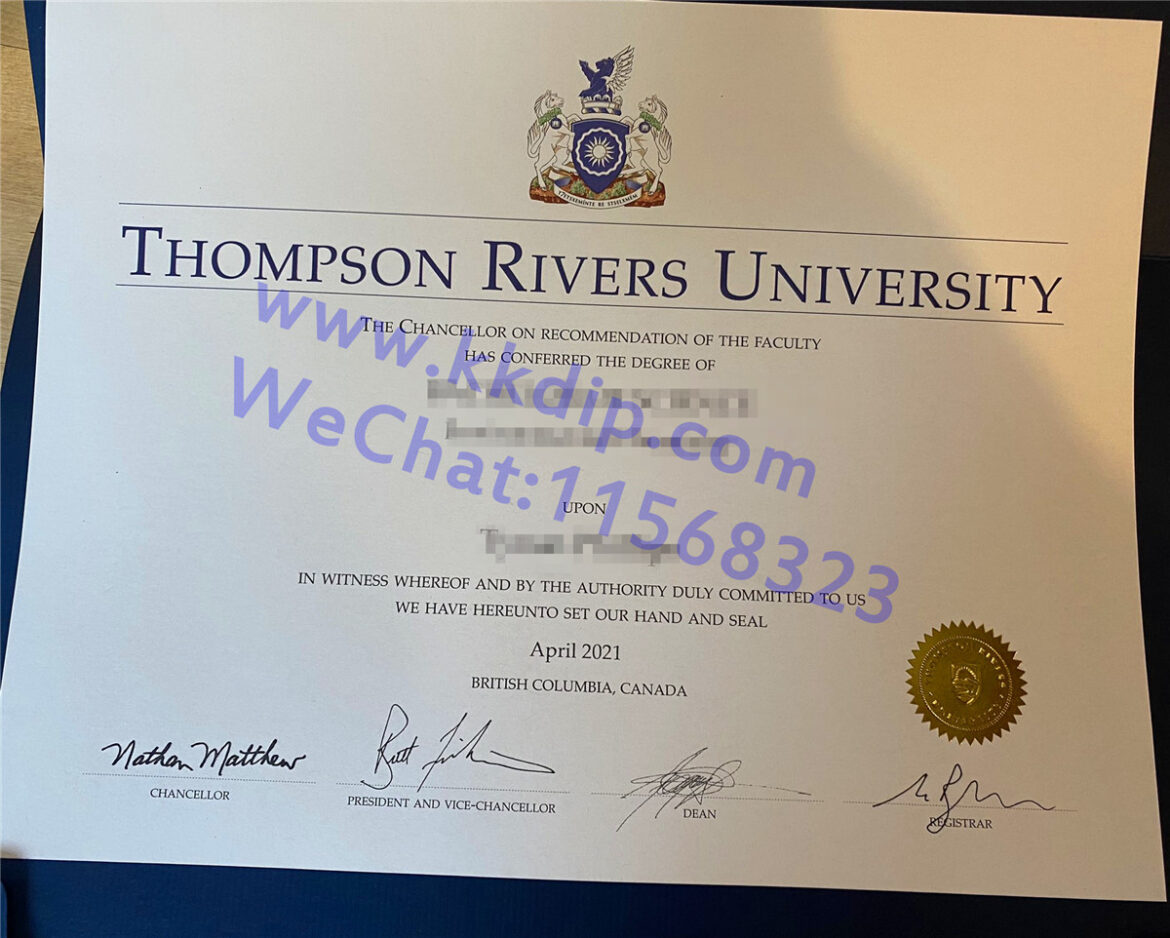 THOMPSON RIVERS UNIVERSITY
THE CHANCELLOR ON RECOMMENDATION OF THE FACULTY
HAS CONFERRED THE DEGREE OF
www.kkdip.com
WeChat:11568323
UPON
IN WITNESS WHEREOF AND BY THE AUTHORITY DULY COMMITTED TO US
WE HAVE HEREUNTO SET OUR HAND AND SEAL
April 2021
BRITISH COLUMBIA, CANADA
Nathan Matthew
CHANCELLOR
PRESIDENT AND VICE-CHANCELLOR
DEAN
REGISTRAR